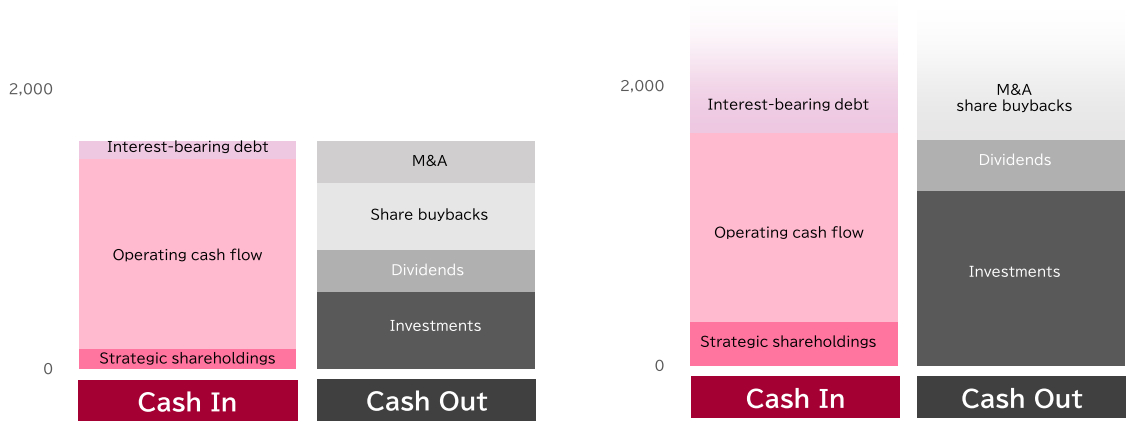 2,000
Interest-bearing debt
M&A
Share buybacks
Operating cash flow
Dividends
Investments
Strategic shareholdings
0
Cash In
Cash Out
2,000
Interest-bearing debt
M&A
share buybacks
Dividends
Operating cash flow
Investments
Strategic shareholdings
0
Cash In
Cash Out